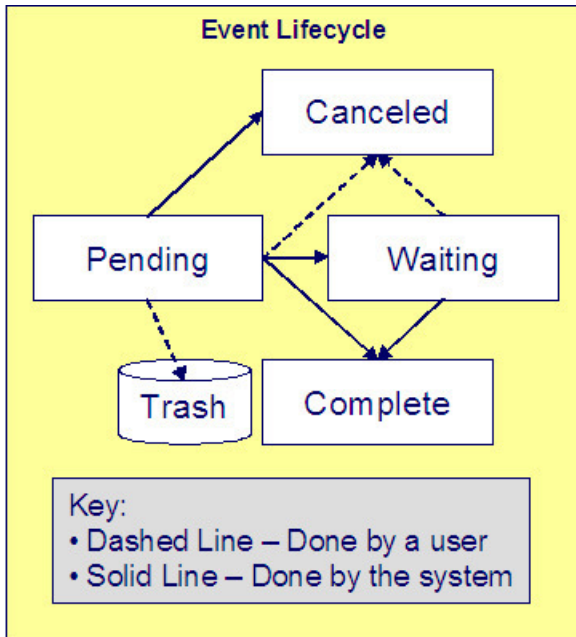 Event Lifecycle
Canceled
Pending
Waiting
Trash
Complete
Key:
• Dashed Line – Done by a user
• Solid Line – Done by the system